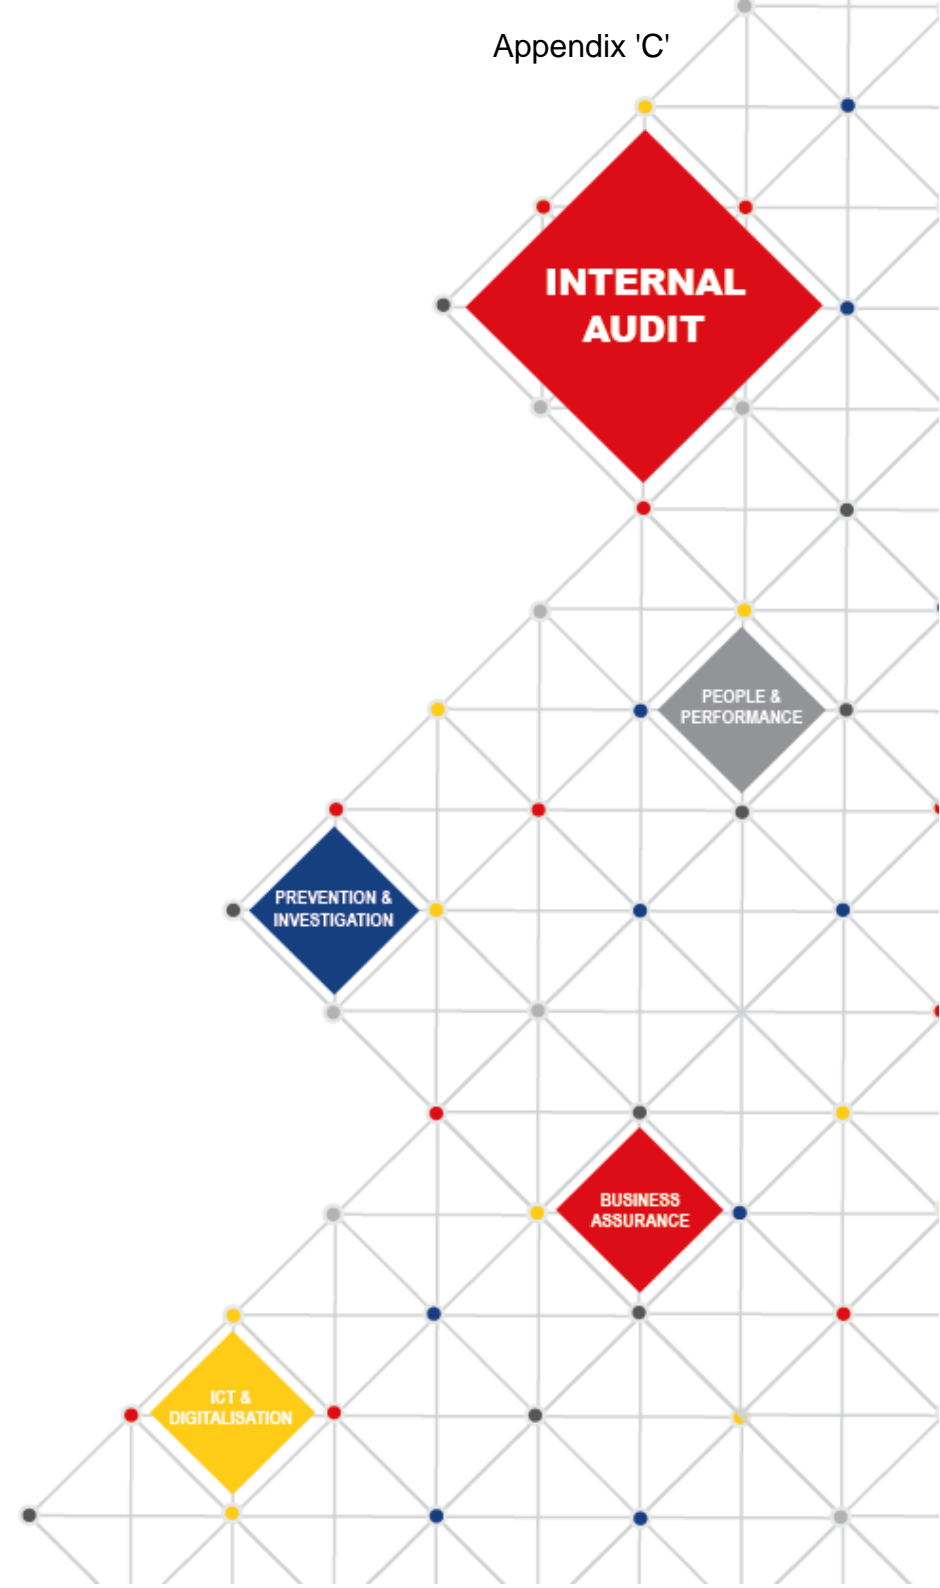 Appendix 'C'
INTERNAL
AUDIT
PEOPLE &
PERFORMANCE
PREVENTION &
INVESTIGATION
BUSINESS
ASSURANCE
ICT &
DIGITALISATION